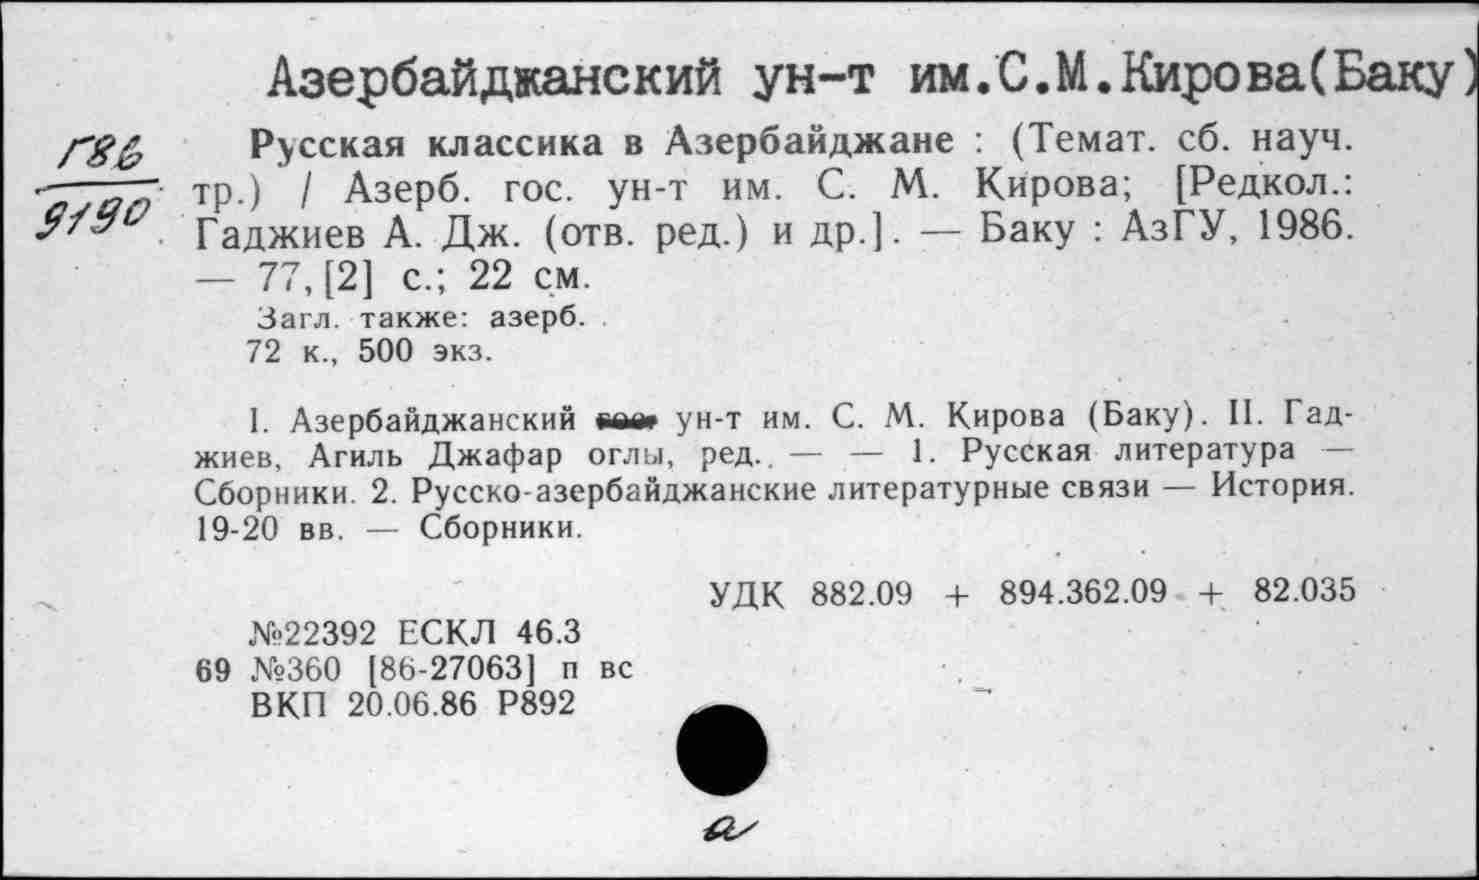 Азербайджанский ун-т им.С.М.Кирова(Баку)
Г86
9190
Русская классика в Азербайджане : (Темат. сб. науч.
тр.) / Азерб. гос. ун-т им. С. М. Кирова; [Редкол.:
Гаджиев А. Дж. (отв. ред.) и др.]. — Баку : АзГУ, 1986.
— 77, [2] с.; 22 см.
Загл. также: азерб.
72 к., 500 экз.
I. Азербайджанский ун-т им. С. М. Кирова (Баку). II. Гад-
жиев, Агиль Джафар оглы, ред. — — 1. Русская литература —
Сборники. 2. Русско-азербайджанские литературные связи — История.
19-20 вв. — Сборники.
УДК 882.09 + 894.362.09 + 82.035
№22392 ЕСКЛ 46.3
69 №360 [86-27063] п вс
ВКП 20.06.86 Р892